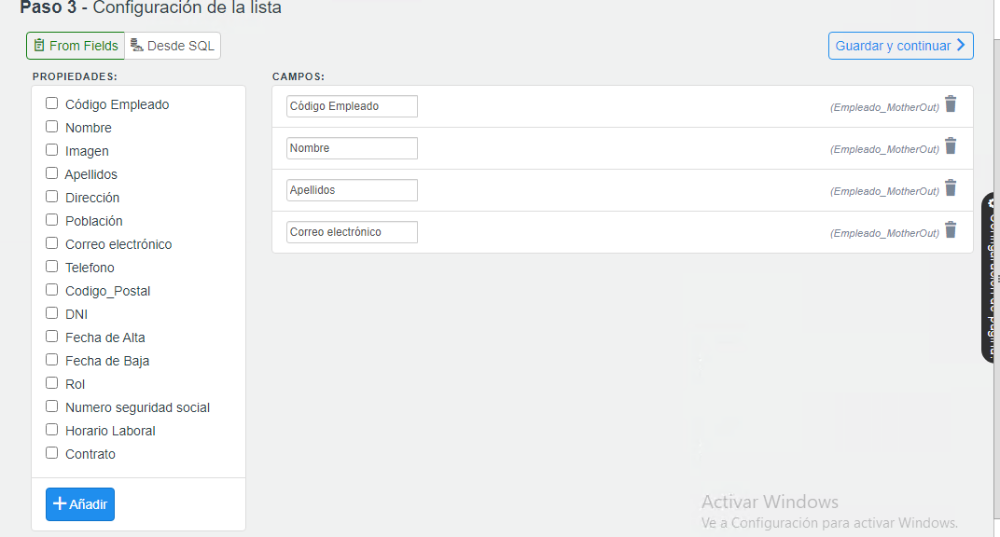 Paso 3 - Configuración de la lista
From Fields
Desde SQL
Guardar y continuar
PROPIEDADES:
Código Empleado
Nombre
Imagen
Apellidos
Dirección
Población
Correo electrónico
Telefono
Codigo_Postal
DNI
Fecha de Alta
Fecha de Baja
Rol
Numero seguridad social
Horario Laboral
Contrato
Añadir
CAMPOS:
Código Empleado (Empleado_MotherOut)
Nombre (Empleado_MotherOut)
Apellidos (Empleado_MotherOut)
Correo electrónico (Empleado_MotherOut)
Configuración de página.
Activar Windows
Ve a Configuración para activar Windows.